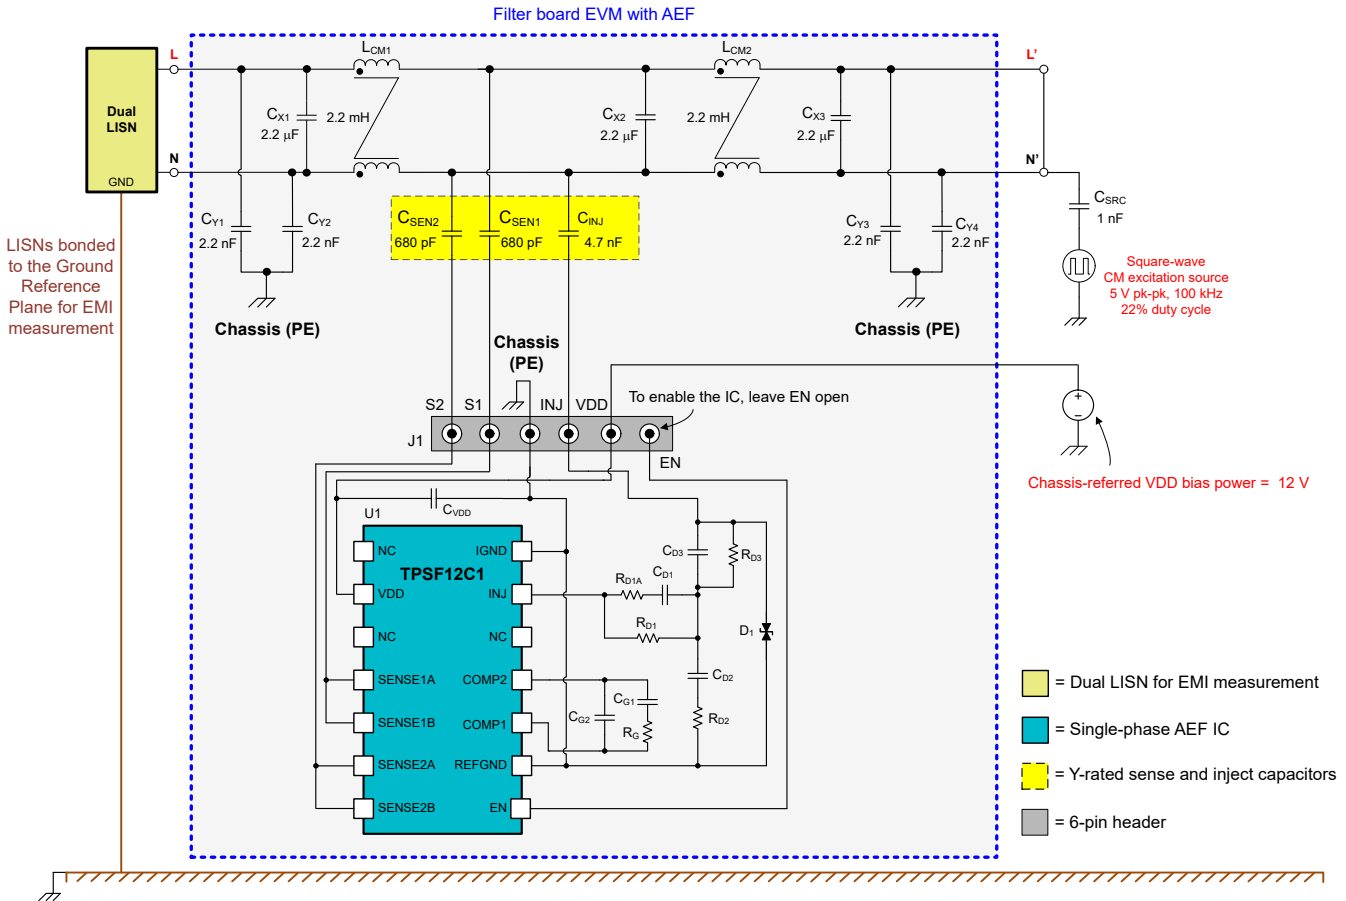 Filter board EVM with AEF
L
LCM1
LCM2
L'
Dual
LISN
CX1
2.2 mH
2.2 µF
CX2
2.2 µF
2.2 mH
CX3
2.2 µF
N
N'
GND
CY1
2.2 nF
CY2
2.2 nF
CSEN2
680 pF
CSEN1
680 pF
CINJ
4.7 nF
CY3
2.2 nF
CY4
2.2 nF
CSRC
1 nF
LISNs bonded
to the Ground
Reference
Plane for EMI
measurement
Square-wave
CM excitation source
5 V pk-pk, 100 kHz
22% duty cycle
Chassis (PE)
Chassis
(PE)
Chassis (PE)
S2
S1
INJ
VDD
To enable the IC, leave EN open
+
−
J1
EN
Chassis-referred VDD bias power = 12 V
CVDD
U1
TPSF12C1
NC
VDD
NC
SENSE1A
SENSE1B
SENSE2A
SENSE2B
IGND
INJ
NC
COMP2
COMP1
REFGND
EN
CD3
RD3
RD1A
CD1
RD1
D1
CD2
RD2
CG1
CG2
RG
= Dual LISN for EMI measurement
= Single-phase AEF IC
= Y-rated sense and inject capacitors
= 6-pin header